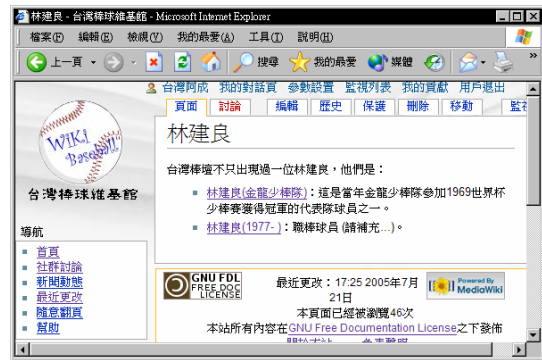 林建良 - 台灣棒球維基館 - Microsoft Internet Explorer
檔案(F) 編輯(E) 檢視(V) 我的最愛(A) 工具(T) 說明(H)
上一頁 搜尋 我的最愛 媒體
台灣阿成 我的對話頁 參數設置 監視列表 我的貢獻 用戶退出
頁面 討論 編輯 歷史 保護 刪除 移動
WiKi Baseball
台灣棒球維基館
導航
首頁
社群討論
新聞動態
最近更改
隨意翻頁
幫助
林建良
台灣棒壇不只出現過一位林建良，他們是：
林建良(金龍少棒隊)：這是當年金龍少棒隊參加1969世界杯
少棒賽獲得冠軍的代表隊球員之一。
林建良(1977- )：職棒球員 (請補充...)。
GNU FDL
FREE DOC
LICENSE
最近更改：17:25 2005年7月
21日
Powered By
MediaWiki
本頁面已經被瀏覽46次
本站所有內容在GNU Free Documentation License之下發佈